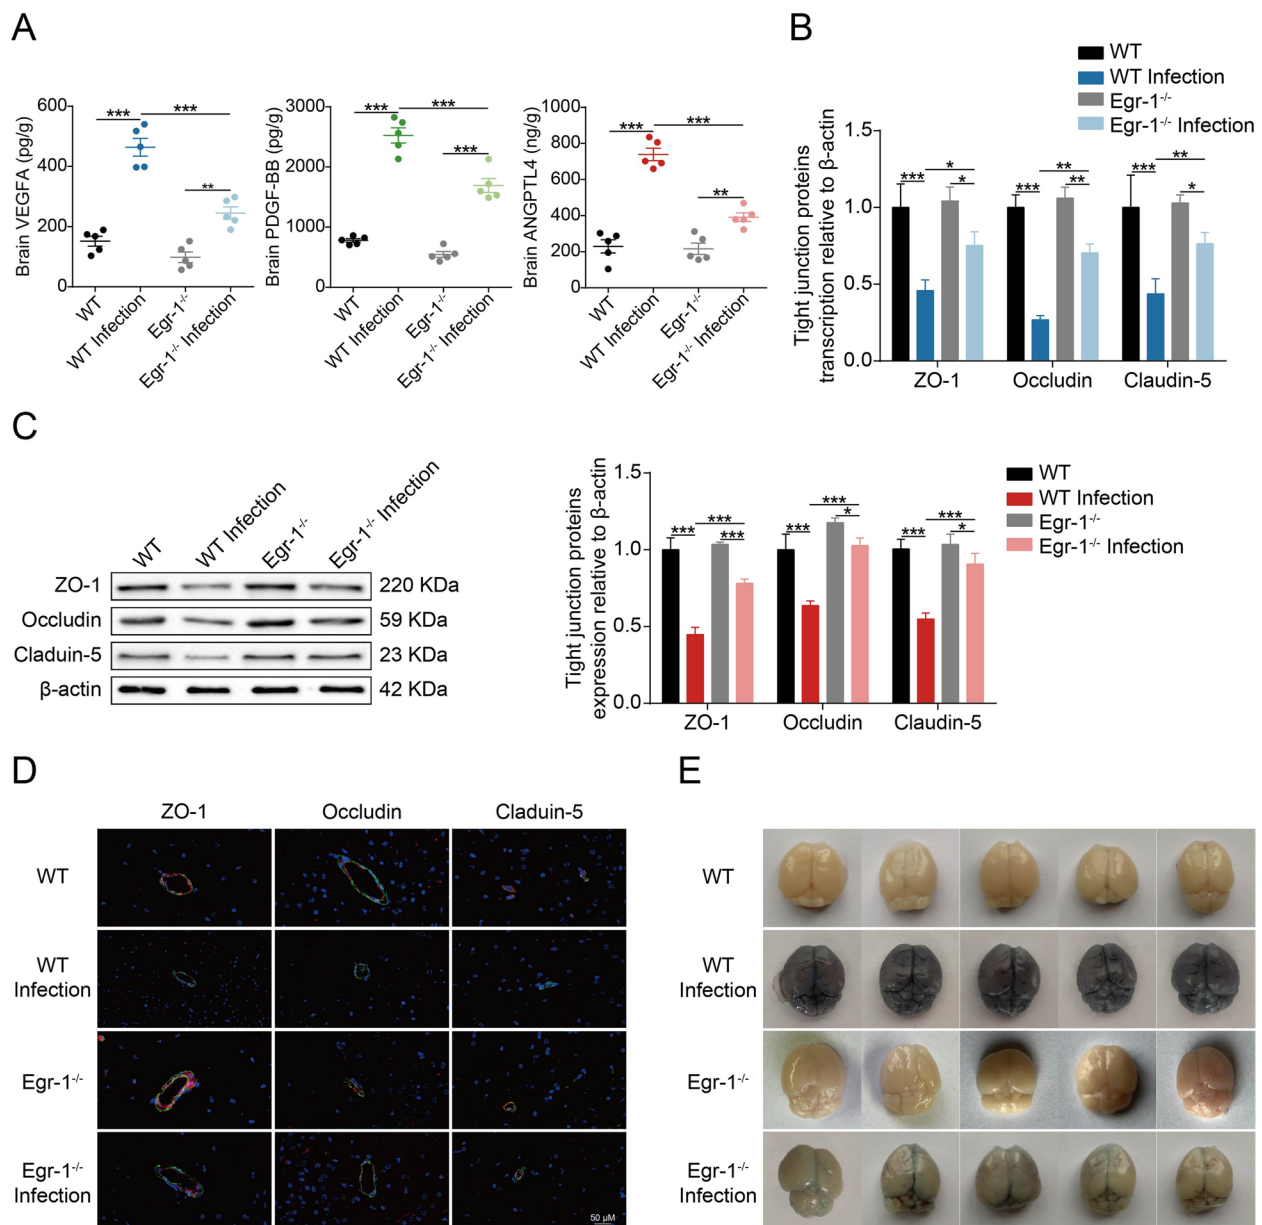 A
Brain VEGFA (pg/g)
600
400
200
0
***
***
**
WT
WT Infection
Egr-1-/-
Egr-1-/- Infection
Brain PDGF-BB (pg/g)
3000
2000
1000
0
***
***
***
WT
WT Infection
Egr-1-/-
Egr-1-/- Infection
Brain ANGPTL4 (ng/g)
1000
800
600
400
200
0
***
***
**
WT
WT Infection
Egr-1-/-
Egr-1-/- Infection
B
WT
WT Infection
Egr-1-/-
Egr-1-/- Infection
Tight junction proteins
transcription relative to β-actin
1.5
1.0
0.5
0.0
*
*** *
**
*** **
**
*** *
ZO-1 Occludin Claudin-5
C
WT
WT Infection
Egr-1-/-
Egr-1-/- Infection
ZO-1 220 KDa
Occludin 59 KDa
Claduin-5 23 KDa
β-actin 42 KDa
Tight junction proteins
expression relative to β-actin
1.5
1.0
0.5
0.0
***
*** ***
***
*** *
***
*** *
ZO-1 Occludin Claudin-5
WT
WT Infection
Egr-1-/-
Egr-1-/- Infection
D
ZO-1 Occludin Claduin-5
WT
WT
Infection
Egr-1-/-
Egr-1-/-
Infection
50 μM
E
WT
WT
Infection
Egr-1-/-
Egr-1-/-
Infection